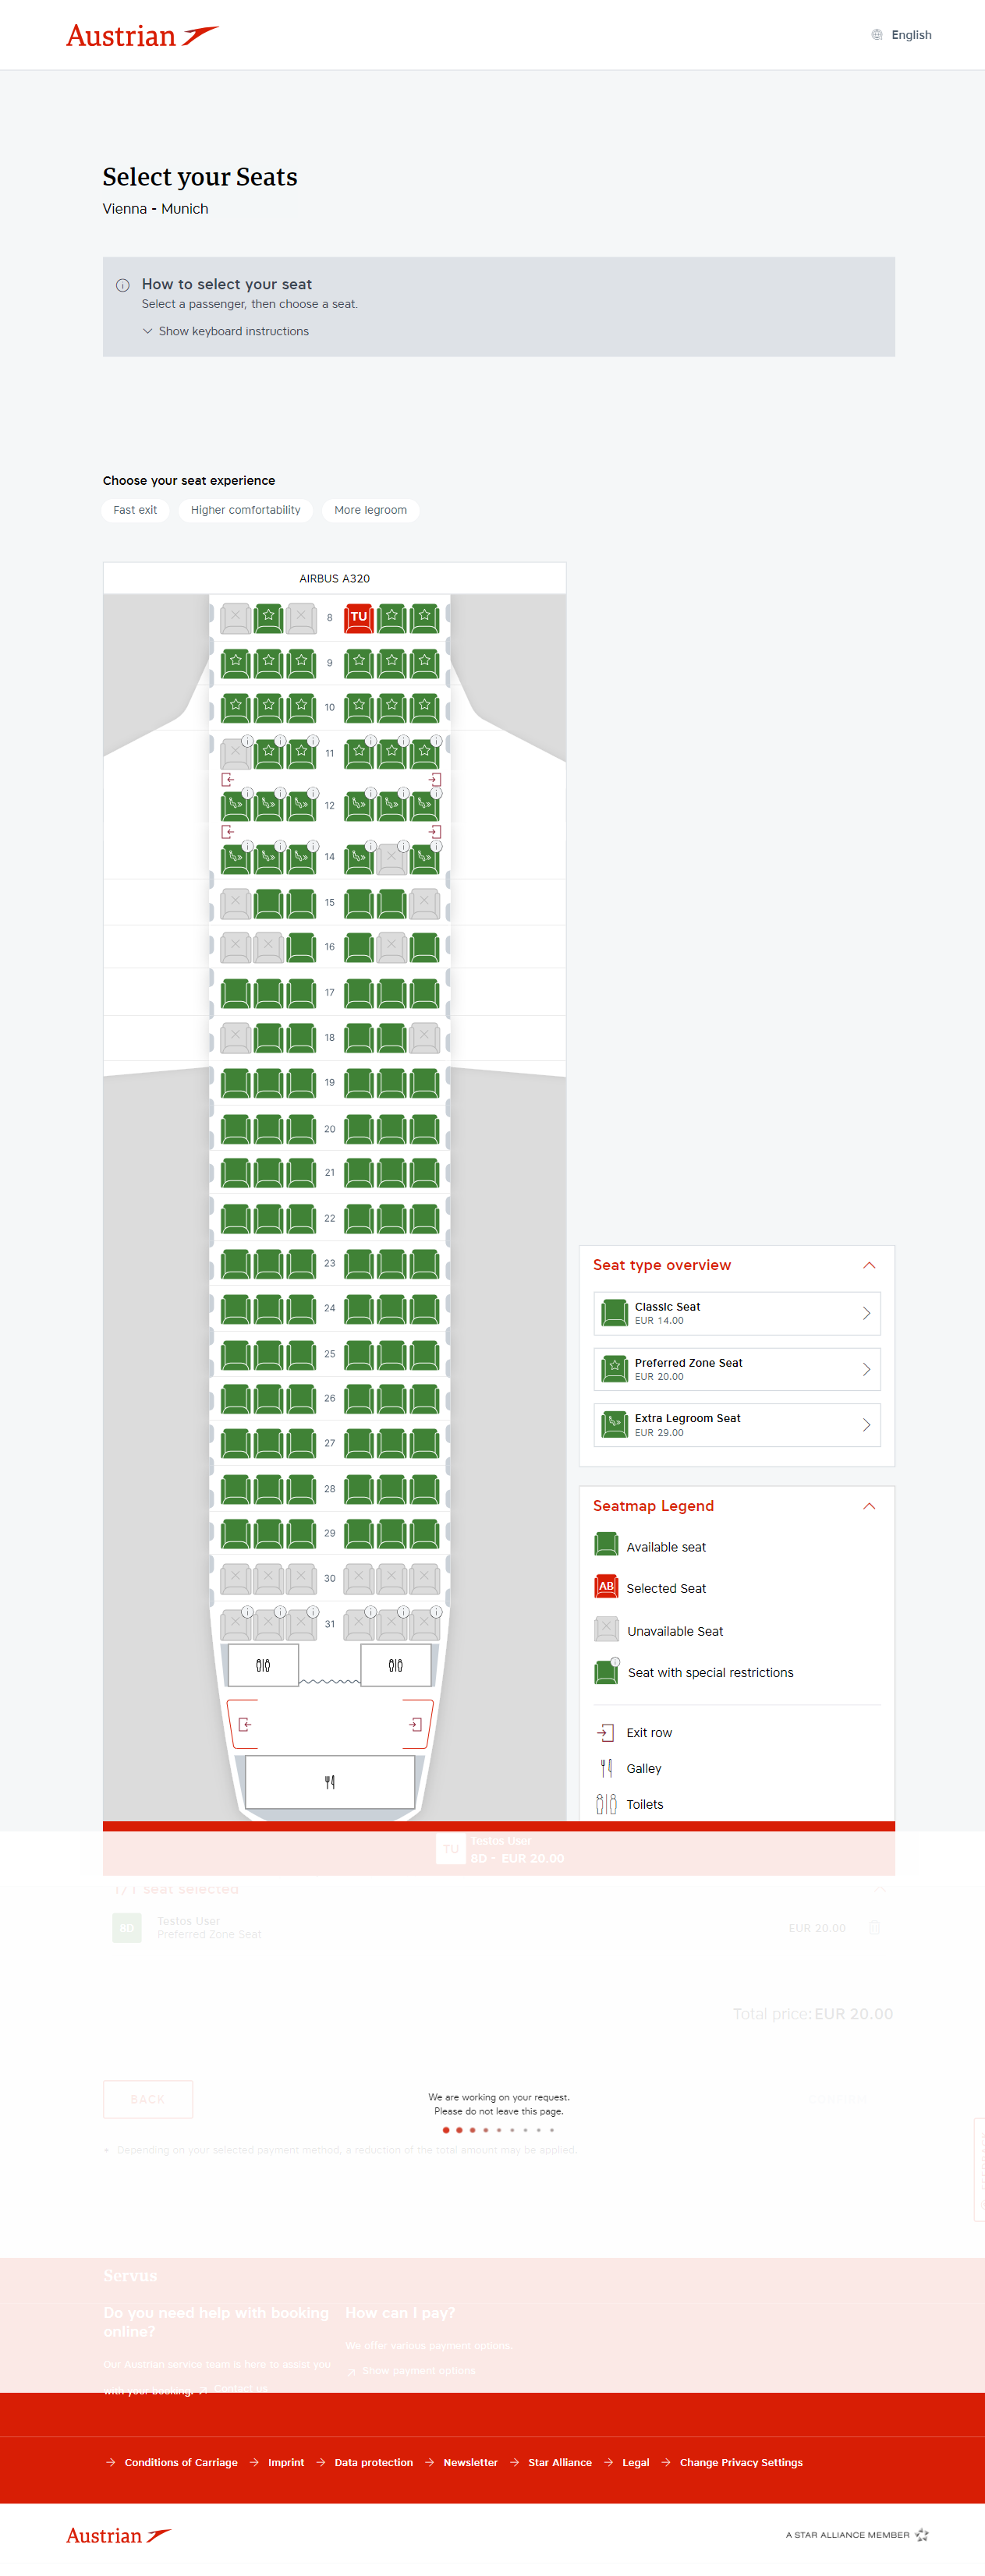 Austrian
English
Select your Seats
Vienna - Munich
How to select your seat
Select a passenger, then choose a seat.
Show keyboard instructions
Choose your seat experience
Fast exit
Higher comfortability
More legroom
AIRBUS A320
8
TU
9
10
11
12
14
15
16
17
18
19
20
21
22
23
24
25
26
27
28
29
30
31
Seat type overview
Classic Seat
EUR 14.00
Preferred Zone Seat
EUR 20.00
Extra Legroom Seat
EUR 29.00
Seatmap Legend
Available seat
AB
Selected Seat
Unavailable Seat
Seat with special restrictions
Exit row
Galley
Toilets
TU
Testos User
8D - EUR 20.00
1/1 seat selected
8D
Testos User
Preferred Zone Seat
EUR 20.00
Total price: EUR 20.00
BACK
We are working on your request.
Please do not leave this page.
Depending on your selected payment method, a reduction of the total amount may be applied.
Servus
Do you need help with booking
online?
Our Austrian service team is here to assist you
with your booking. Contact us
How can I pay?
We offer various payment options.
Show payment options
Conditions of Carriage
Imprint
Data protection
Newsletter
Star Alliance
Legal
Change Privacy Settings
Austrian
A STAR ALLIANCE MEMBER